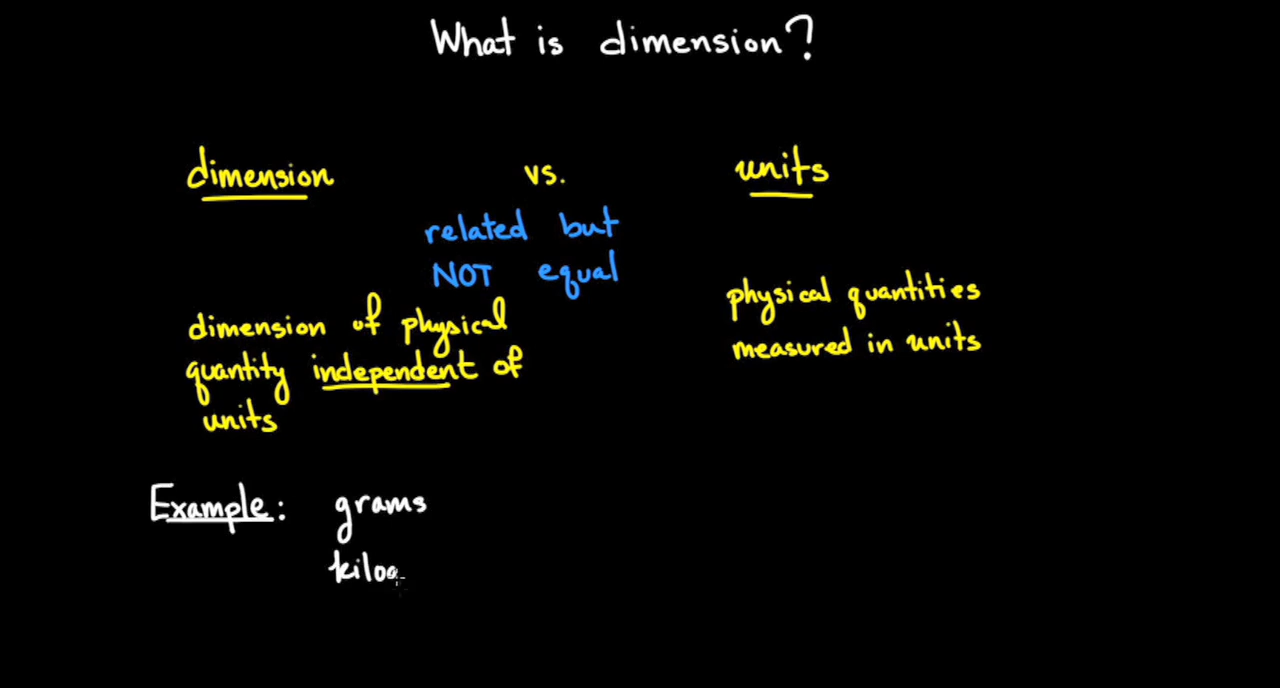 What is dimension?
dimension vs. units
related but
NOT equal
dimension of physical
quantity independent of
units
physical quantities
measured in units
Example: grams